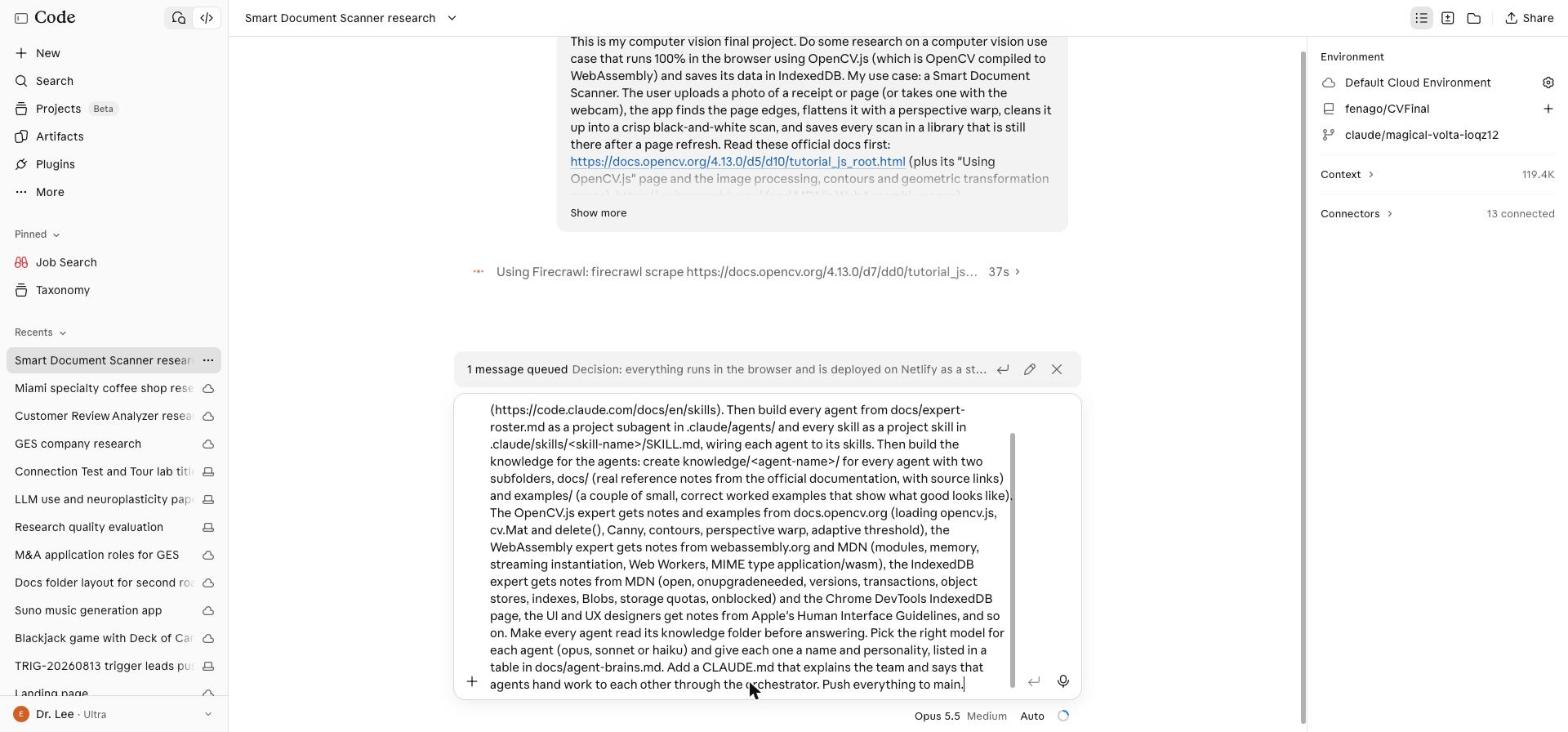 Code
Smart Document Scanner research
Share
New
Search
Projects Beta
Artifacts
Plugins
More
Pinned
Job Search
Taxonomy
Recents
Smart Document Scanner resear
Miami specialty coffee shop rese
Customer Review Analyzer resea
GES company research
Connection Test and Tour lab title
LLM use and neuroplasticity pap
Research quality evaluation
M&A application roles for GES
Docs folder layout for second ro
Suno music generation app
Blackjack game with Deck of Car
TRIG-20260813 trigger leads pus
Landing page
E Dr. Lee · Ultra
This is my computer vision final project. Do some research on a computer vision use
case that runs 100% in the browser using OpenCV.js (which is OpenCV compiled to
WebAssembly) and saves its data in IndexedDB. My use case: a Smart Document
Scanner. The user uploads a photo of a receipt or page (or takes one with the
webcam), the app finds the page edges, flattens it with a perspective warp, cleans it
up into a crisp black-and-white scan, and saves every scan in a library that is still
there after a page refresh. Read these official docs first:
https://docs.opencv.org/4.13.0/d5/d10/tutorial_js_root.html (plus its "Using
OpenCV.js" page and the image processing, contours and geometric transformation
Show more
Using Firecrawl: firecrawl scrape https://docs.opencv.org/4.13.0/d7/dd0/tutorial_js... 37s
1 message queued Decision: everything runs in the browser and is deployed on Netlify as a st...
(https://code.claude.com/docs/en/skills). Then build every agent from docs/expert-
roster.md as a project subagent in .claude/agents/ and every skill as a project skill in
.claude/skills/<skill-name>/SKILL.md, wiring each agent to its skills. Then build the
knowledge for the agents: create knowledge/<agent-name>/ for every agent with two
subfolders, docs/ (real reference notes from the official documentation, with source links)
and examples/ (a couple of small, correct worked examples that show what good looks like).
The OpenCV.js expert gets notes and examples from docs.opencv.org (loading opencv.js,
cv.Mat and delete(), Canny, contours, perspective warp, adaptive threshold), the
WebAssembly expert gets notes from webassembly.org and MDN (modules, memory,
streaming instantiation, Web Workers, MIME type application/wasm), the IndexedDB
expert gets notes from MDN (open, onupgradeneeded, versions, transactions, object
stores, indexes, Blobs, storage quotas, onblocked) and the Chrome DevTools IndexedDB
page, the UI and UX designers get notes from Apple's Human Interface Guidelines, and so
on. Make every agent read its knowledge folder before answering. Pick the right model for
each agent (opus, sonnet or haiku) and give each one a name and personality, listed in a
table in docs/agent-brains.md. Add a CLAUDE.md that explains the team and says that
agents hand work to each other through the orchestrator. Push everything to main.
Opus 5.5 Medium Auto
Environment
Default Cloud Environment
fenago/CVFinal
claude/magical-volta-ioqz12
Context 119.4K
Connectors 13 connected